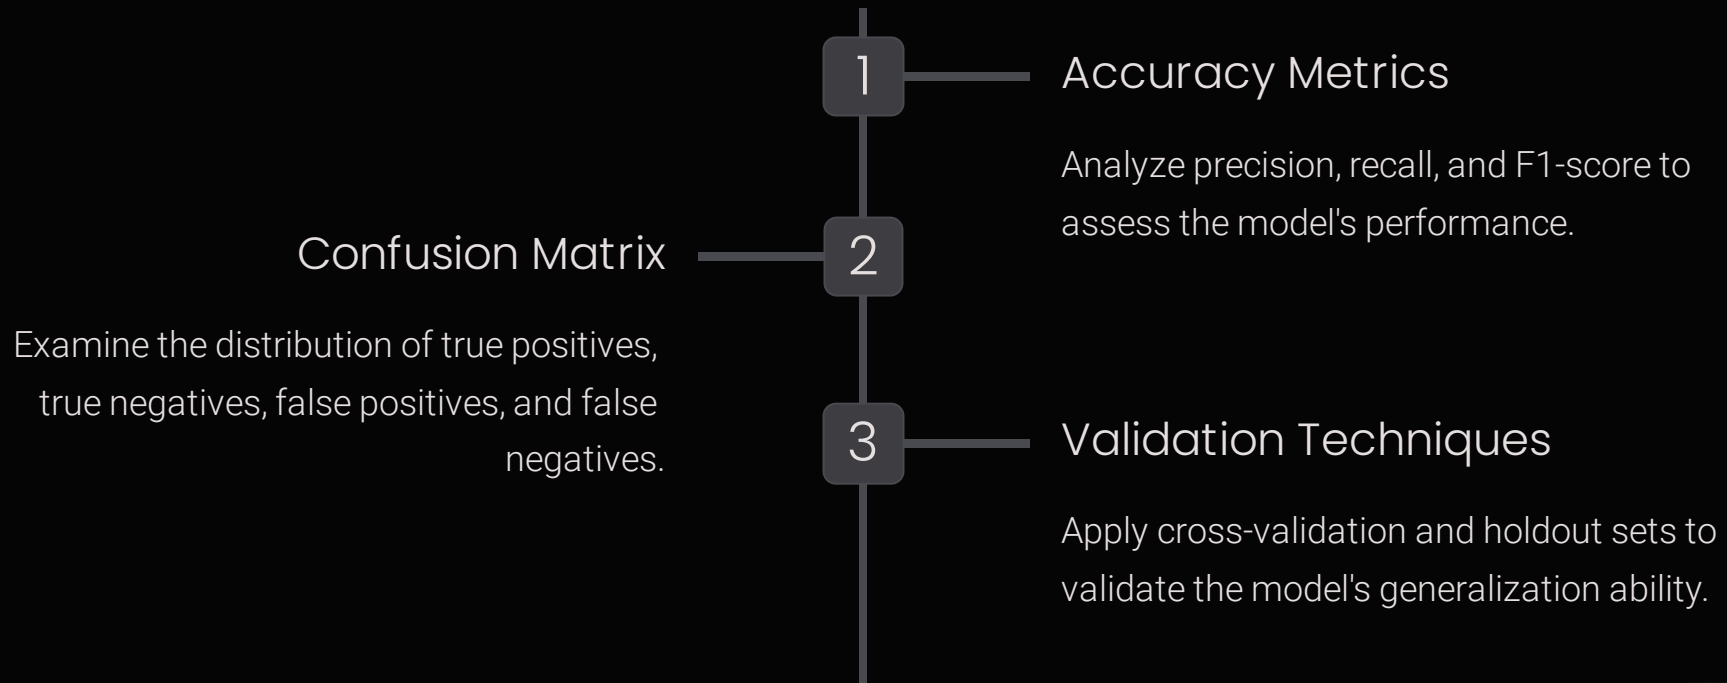 1
Accuracy Metrics
Analyze precision, recall, and F1-score to
assess the model's performance.
2
Confusion Matrix
Examine the distribution of true positives,
true negatives, false positives, and false
negatives.
3
Validation Techniques
Apply cross-validation and holdout sets to
validate the model's generalization ability.